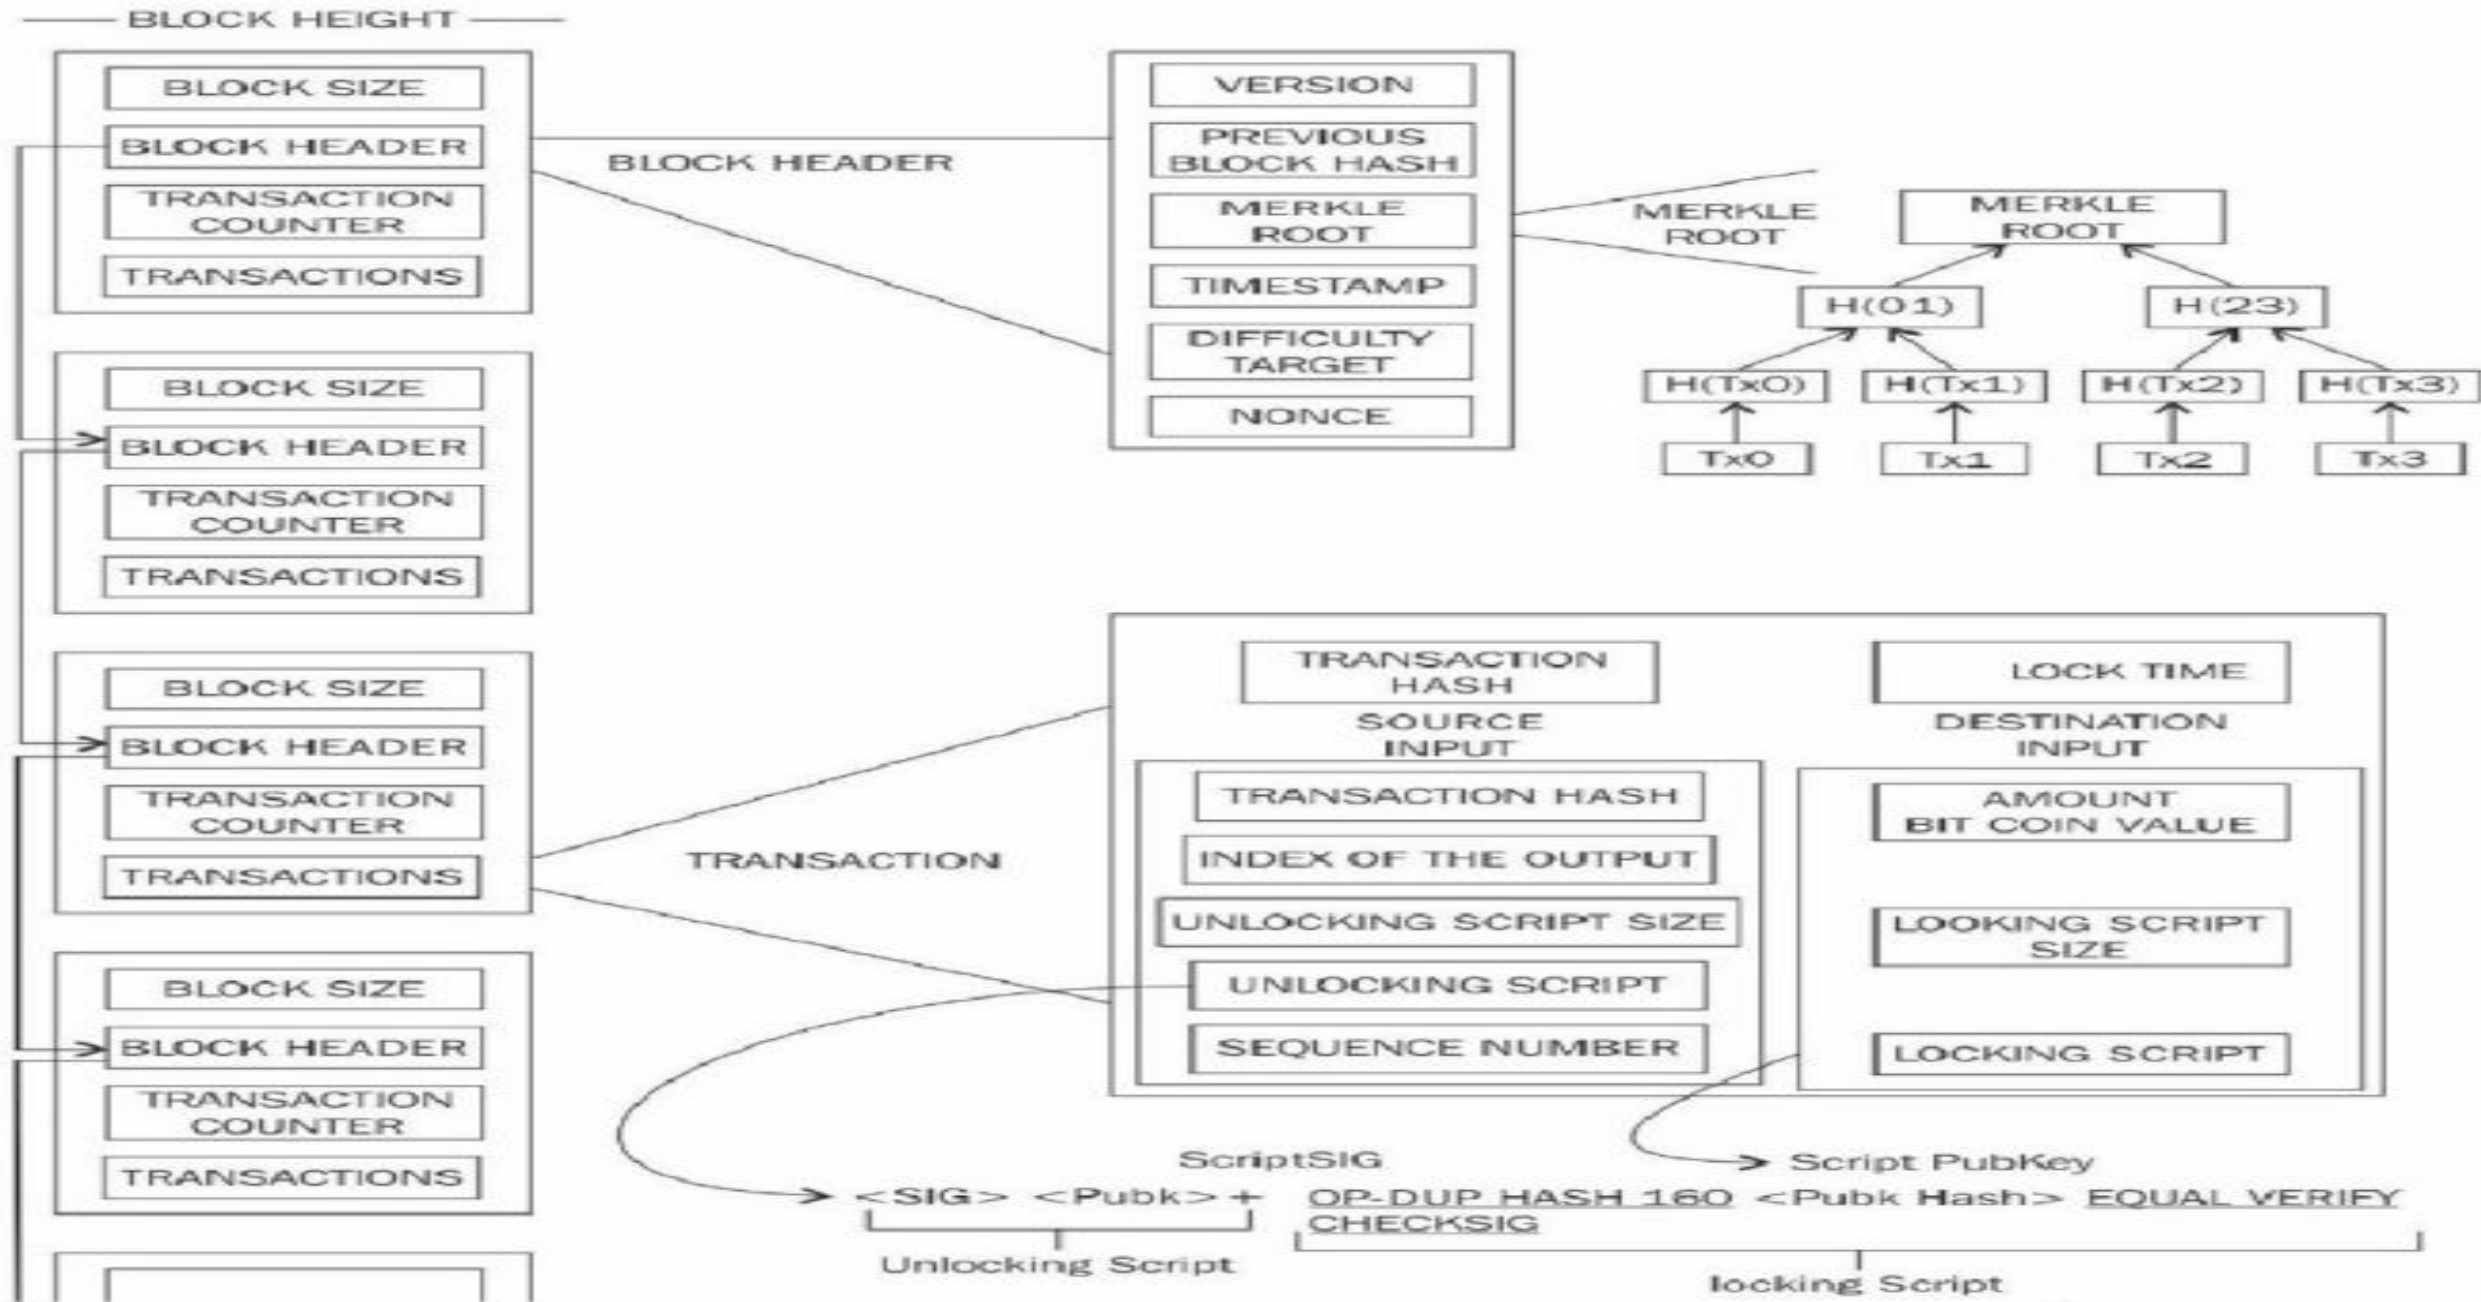 BLOCK HEIGHT
BLOCK SIZE
BLOCK HEADER
TRANSACTION
COUNTER
TRANSACTIONS
BLOCK SIZE
BLOCK HEADER
TRANSACTION
COUNTER
TRANSACTIONS
BLOCK SIZE
BLOCK HEADER
TRANSACTION
COUNTER
TRANSACTIONS
BLOCK SIZE
BLOCK HEADER
TRANSACTION
COUNTER
TRANSACTIONS
BLOCK HEADER
VERSION
PREVIOUS
BLOCK HASH
MERKLE
ROOT
TIMESTAMP
DIFFICULTY
TARGET
NONCE
MERKLE
ROOT
MERKLE
ROOT
H(01)
H(23)
H(Tx0)
H(Tx1)
H(Tx2)
H(Tx3)
Tx0
Tx1
Tx2
Tx3
TRANSACTION
TRANSACTION
HASH
SOURCE
INPUT
TRANSACTION HASH
INDEX OF THE OUTPUT
UNLOCKING SCRIPT SIZE
UNLOCKING SCRIPT
SEQUENCE NUMBER
LOCK TIME
DESTINATION
INPUT
AMOUNT
BIT COIN VALUE
LOOKING SCRIPT
SIZE
LOCKING SCRIPT
ScriptSIG
Script PubKey
<SIG> <Pubk> + OP-DUP HASH 160 <Pubk Hash> EQUAL VERIFY
CHECKSIG
Unlocking Script
locking Script